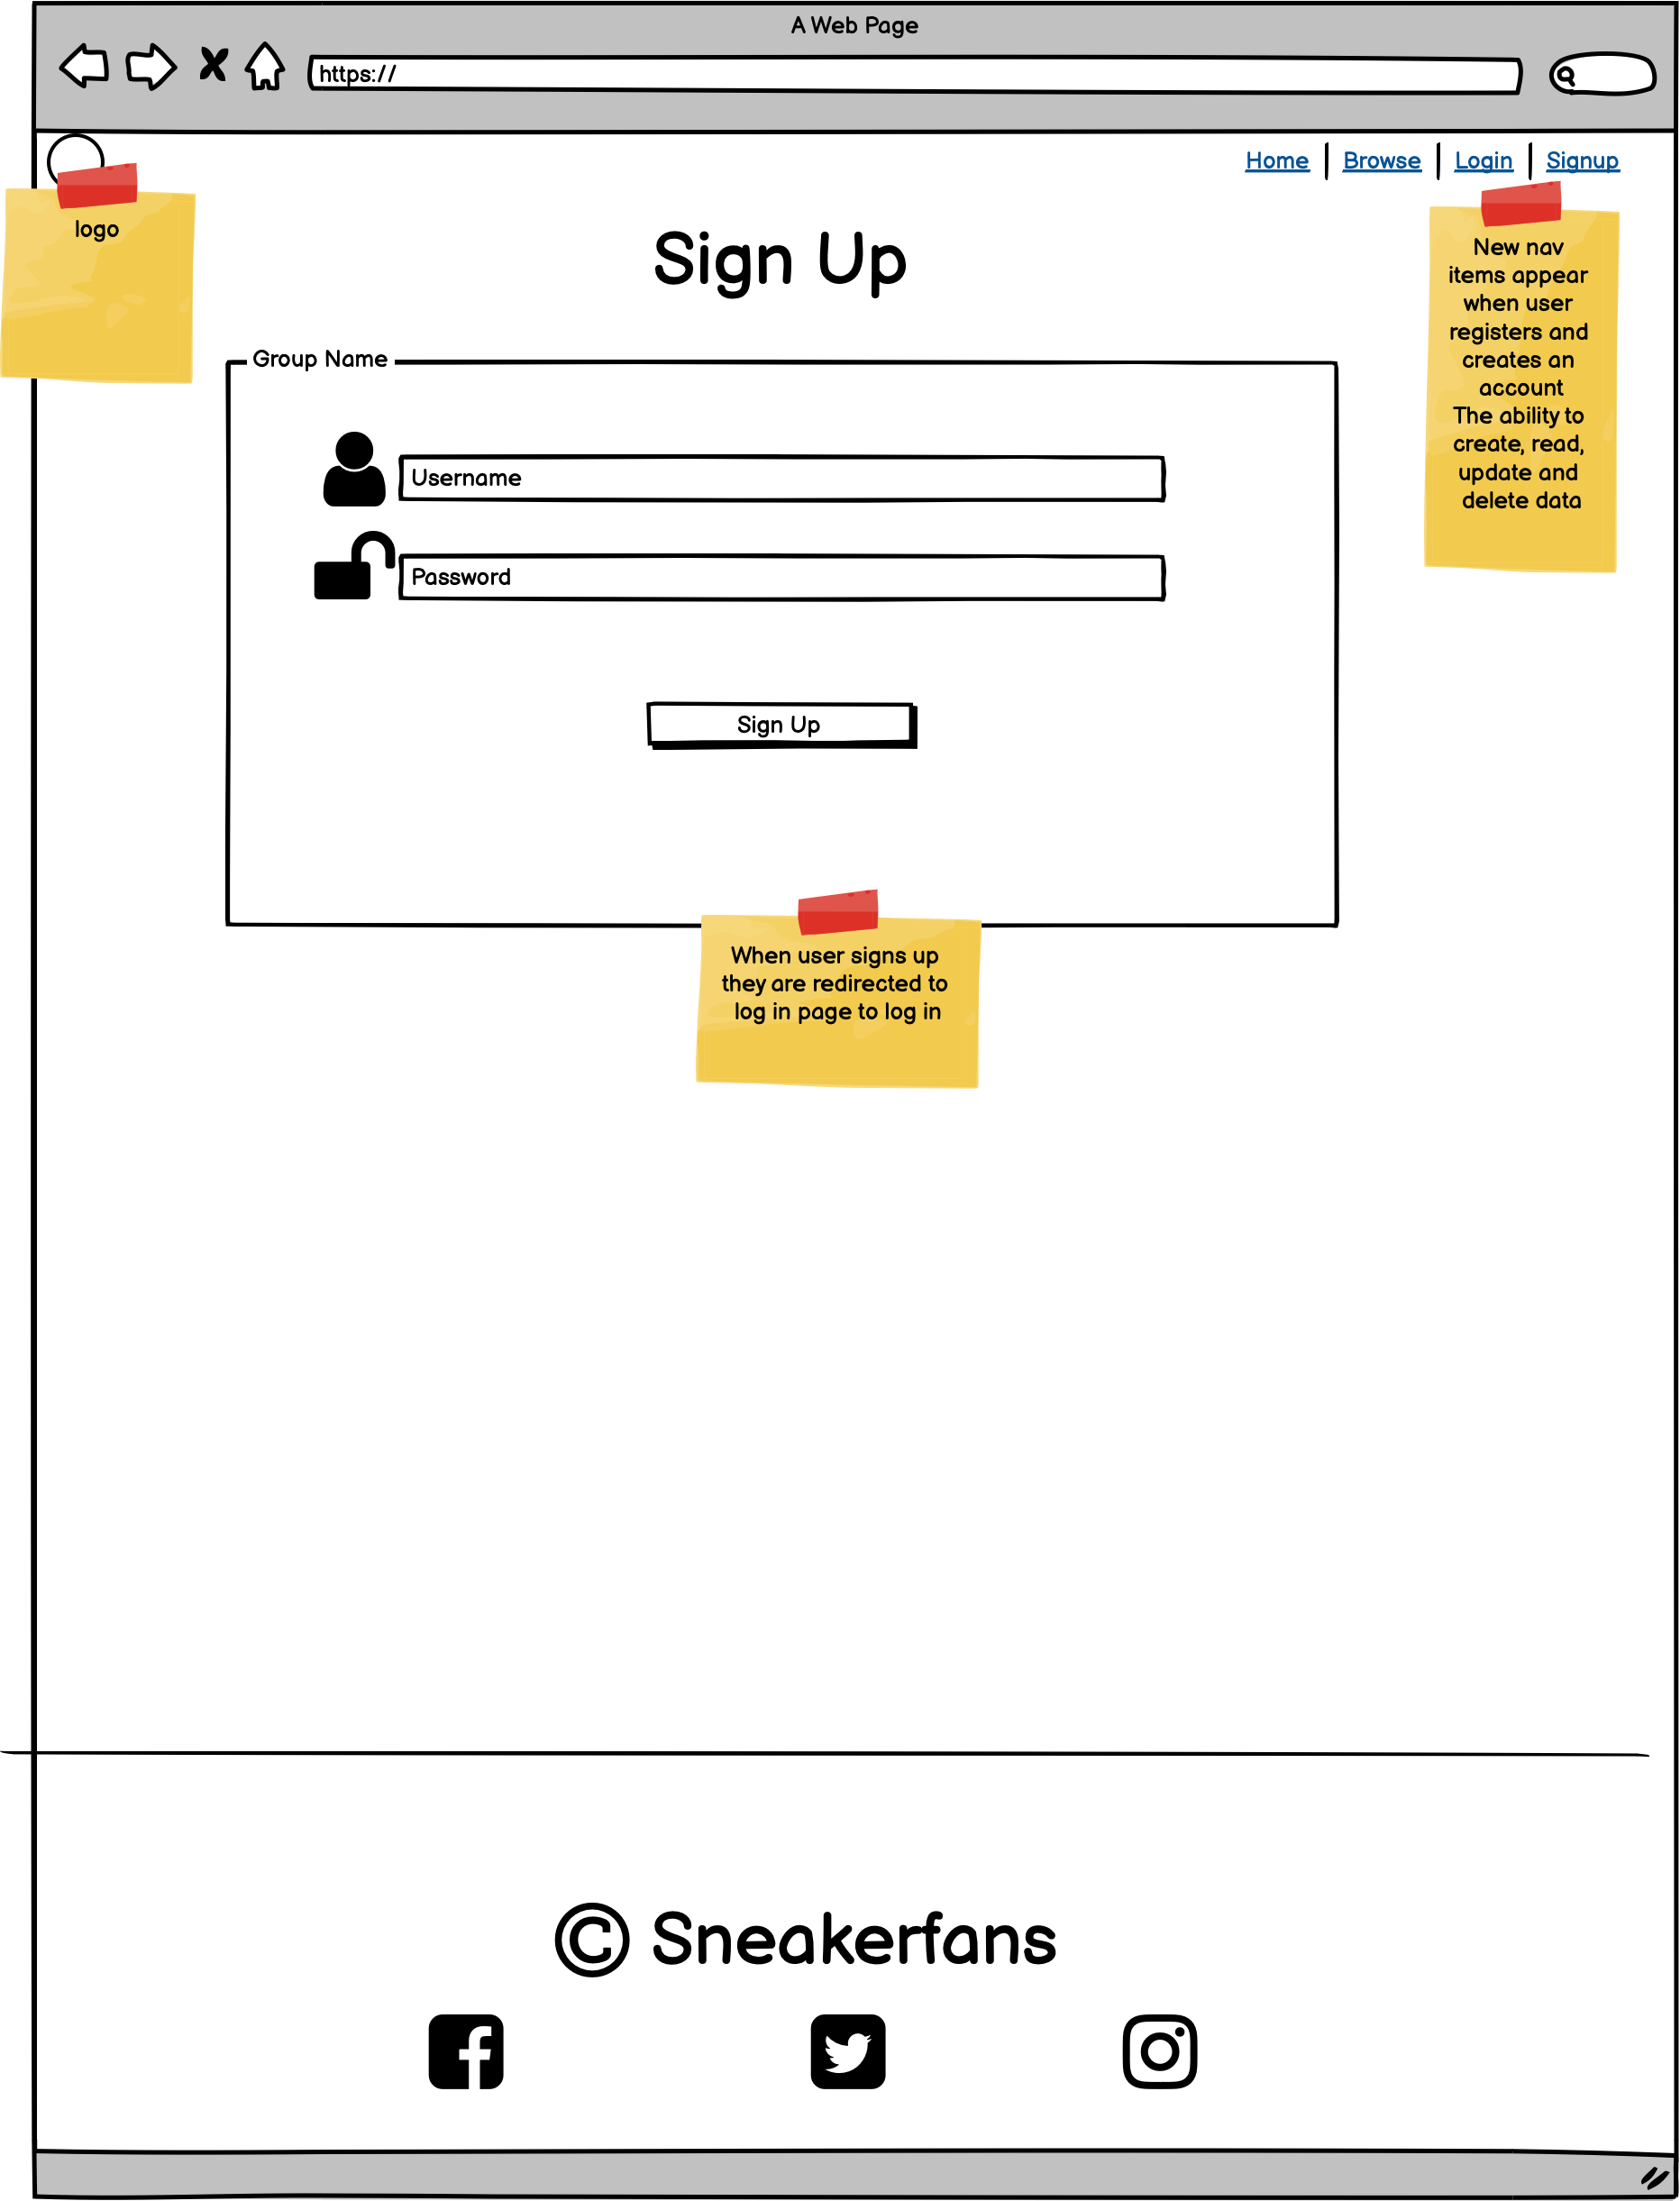 A Web Page
https://
Home Browse Login Signup
logo
Sign Up
New nav
items appear
when user
registers and
creates an
account
The ability to
create, read,
update and
delete data
Group Name
Username
Password
Sign Up
When user signs up
they are redirected to
log in page to log in
© Sneakerfans